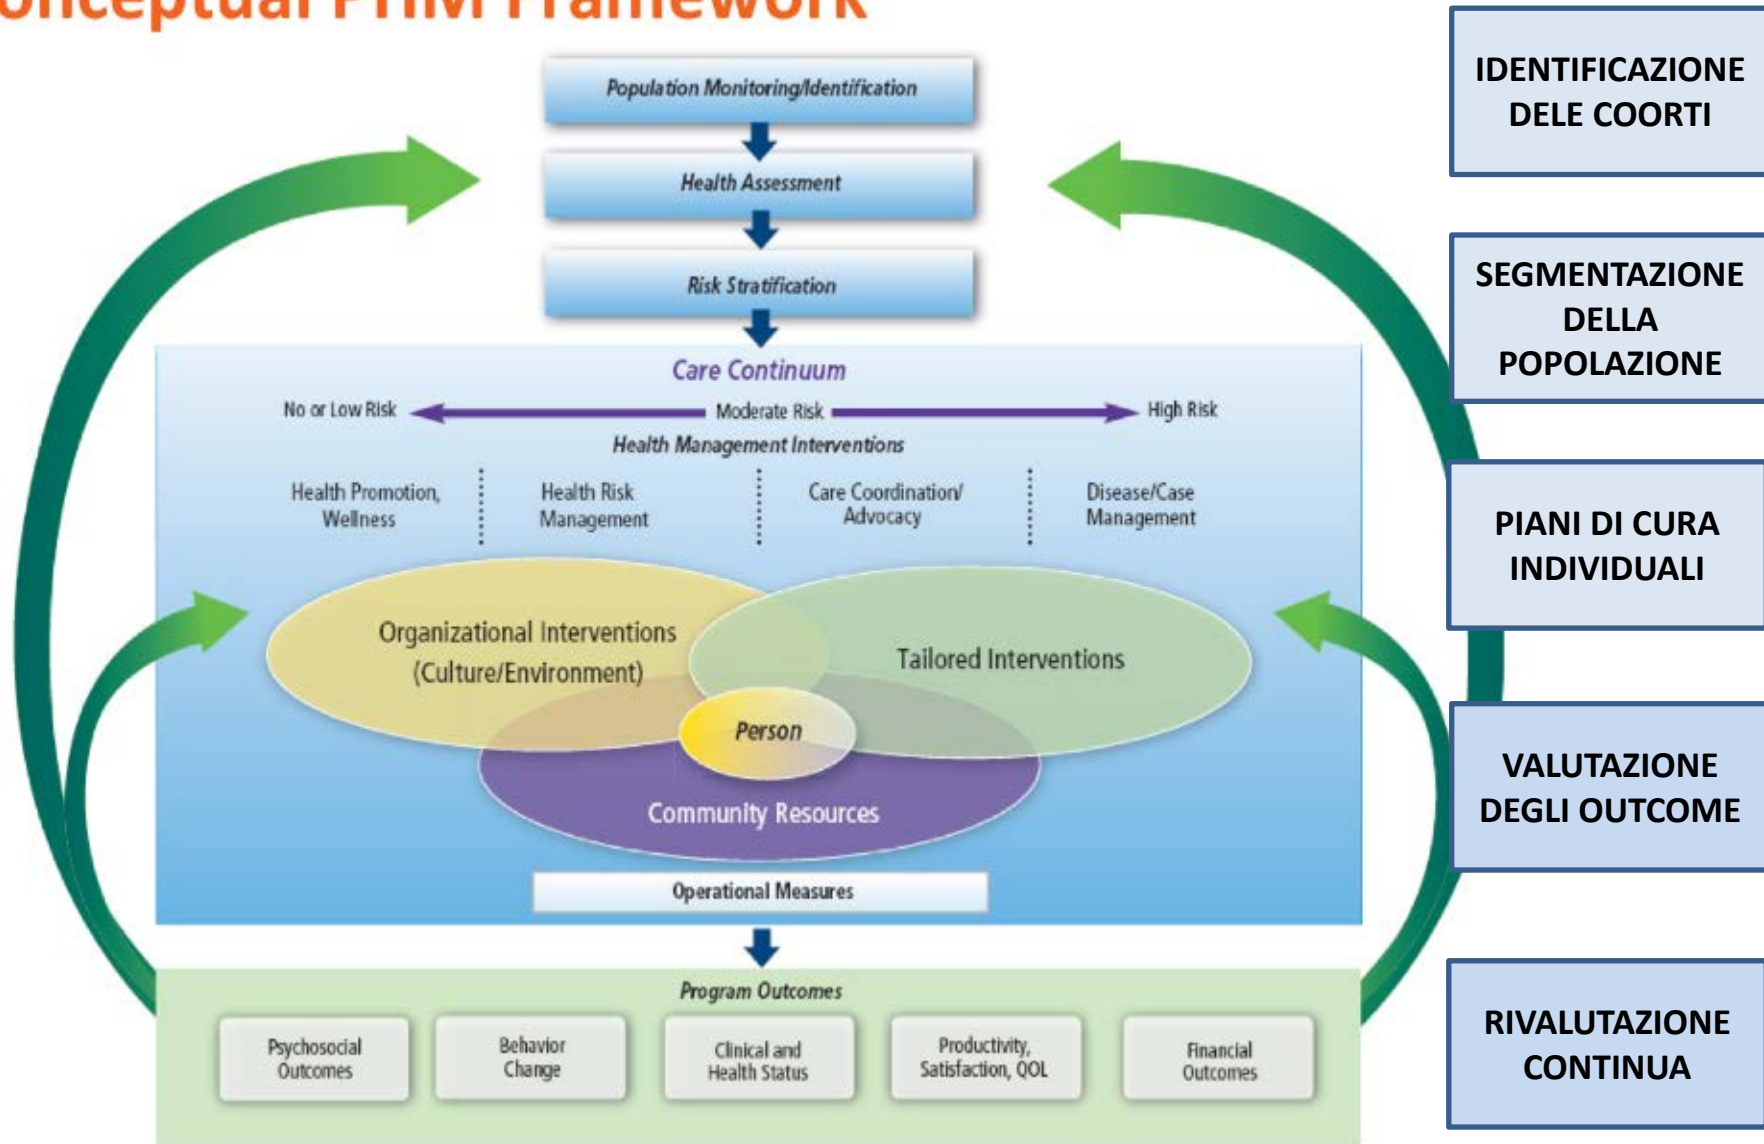 onceptual PHM Framework
Population Monitoring/Identification
Health Assessment
Risk Stratification
Care Continuum
No or Low Risk
Moderate Risk
High Risk
Health Management Interventions
Health Promotion,
Wellness
Health Risk
Management
Care Coordination/
Advocacy
Disease/Case
Management
Organizational Interventions
(Culture/Environment)
Tailored Interventions
Person
Community Resources
Operational Measures
Program Outcomes
Psychosocial
Outcomes
Behavior
Change
Clinical and
Health Status
Productivity,
Satisfaction, QOL
Financial
Outcomes
IDENTIFICAZIONE
DELE COORTI
SEGMENTAZIONE
DELLA
POPOLAZIONE
PIANI DI CURA
INDIVIDUALI
VALUTAZIONE
DEGLI OUTCOME
RIVALUTAZIONE
CONTINUA